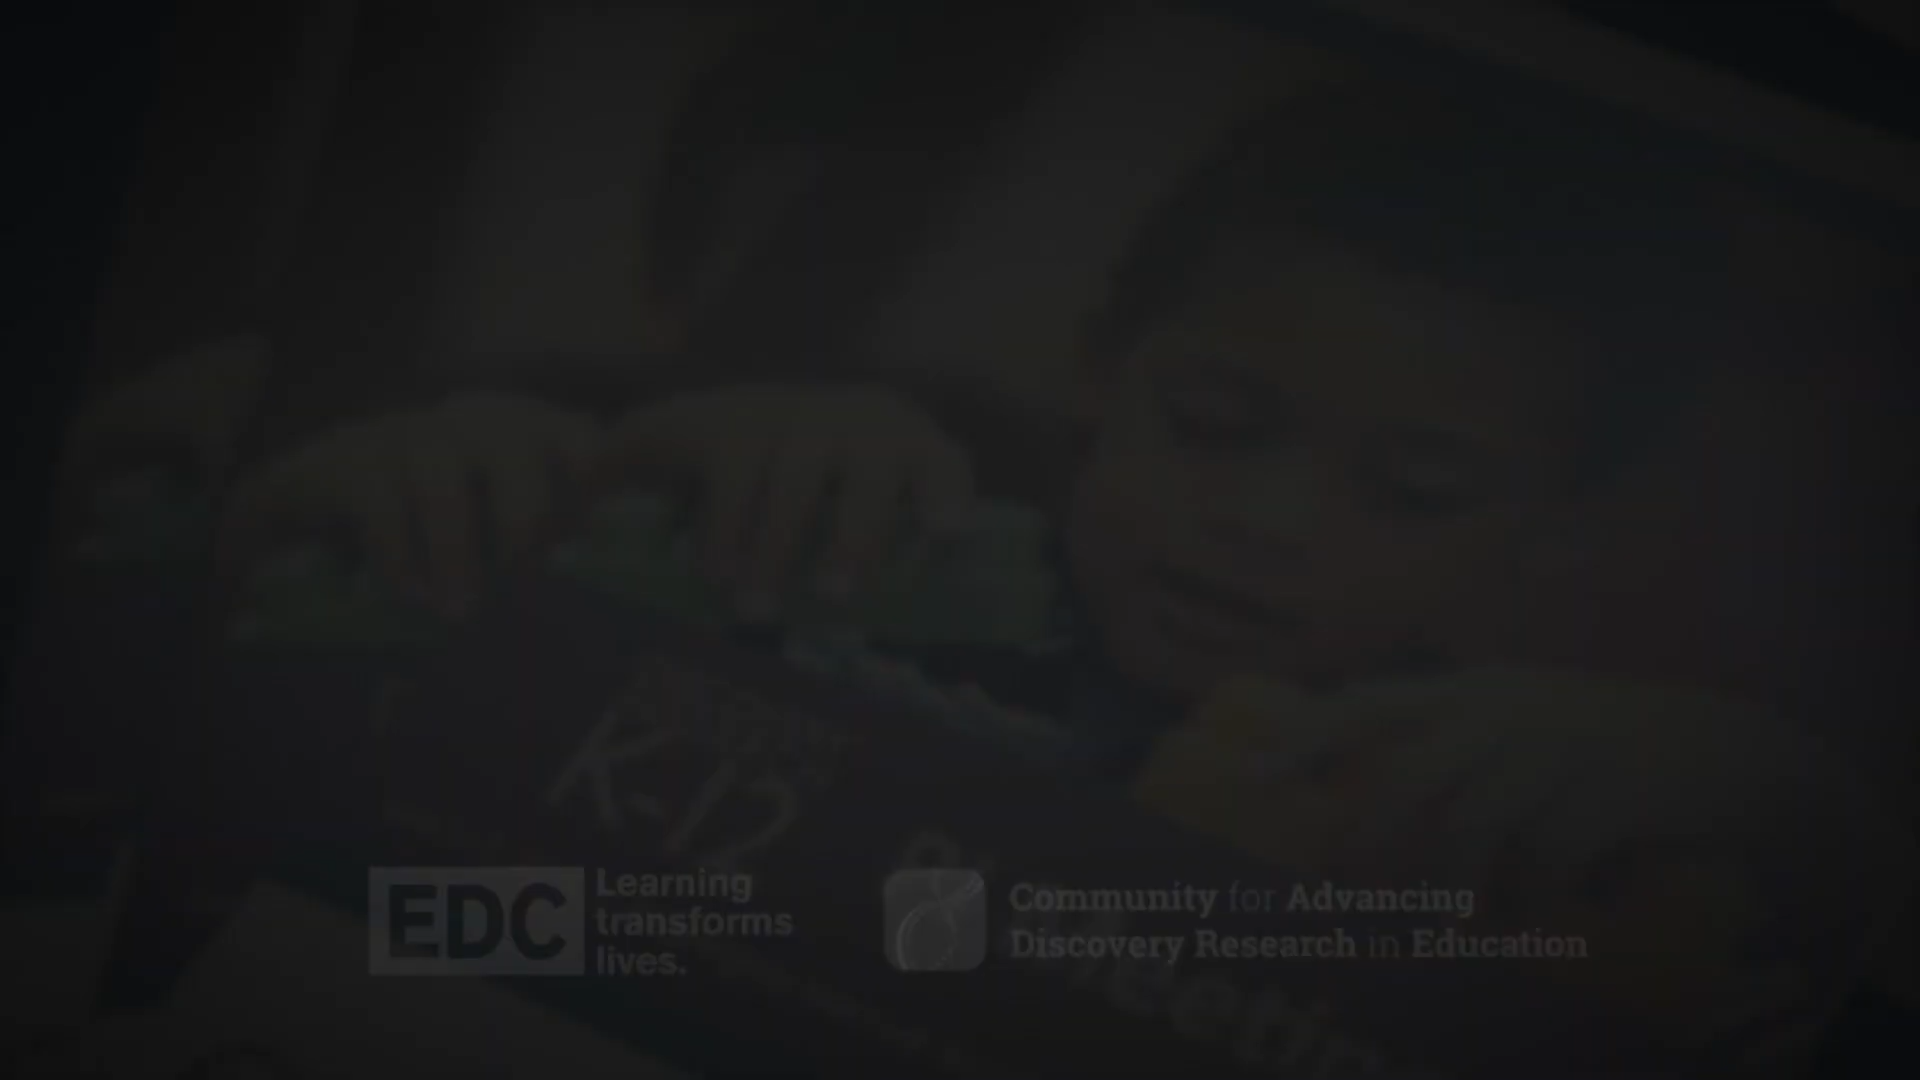 K-12
EDC
Learning
transforms
lives.
Community for Advancing
Discovery Research in Education